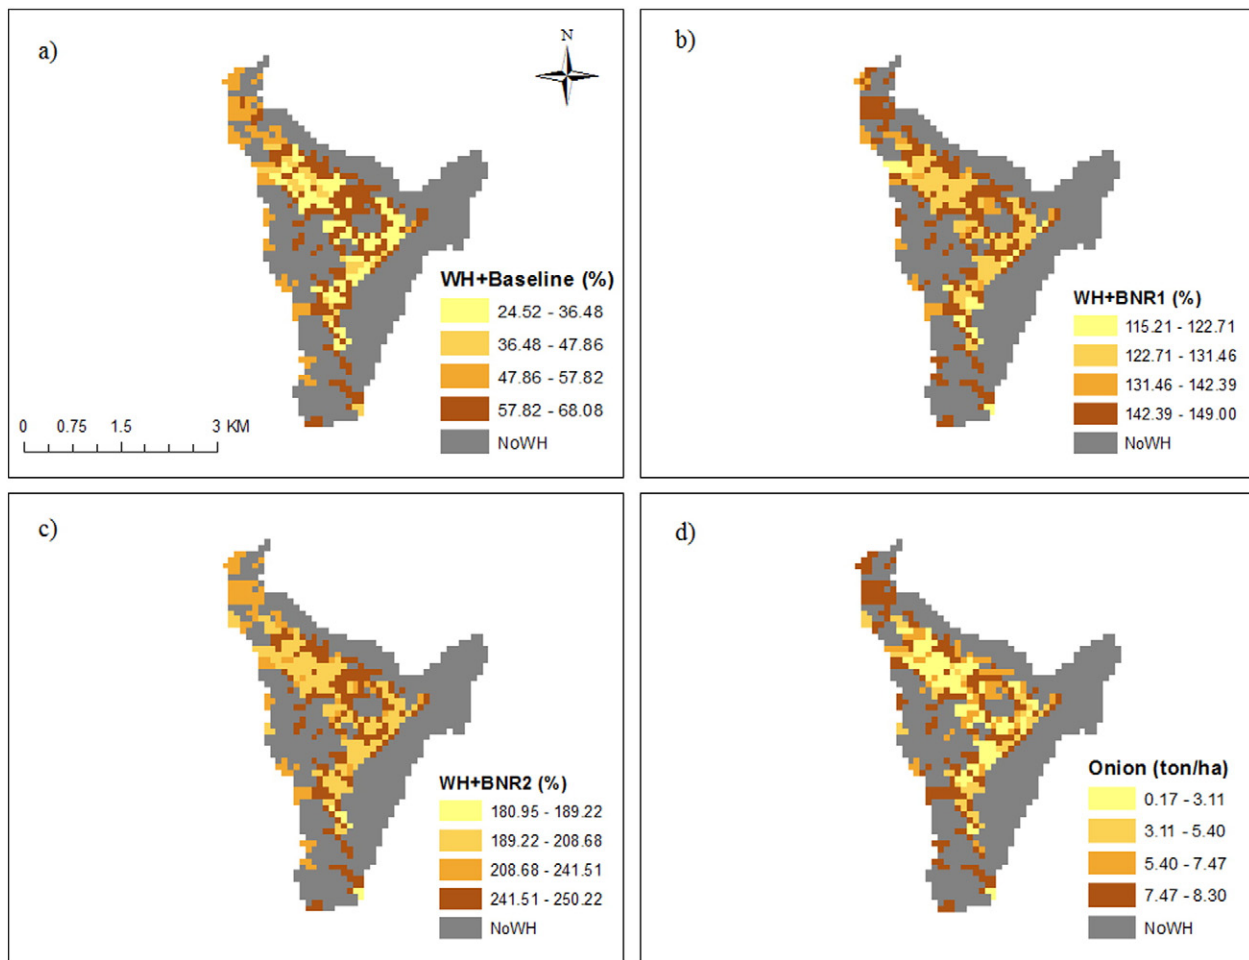 a)
N
WH+Baseline (%)
24.52 - 36.48
36.48 - 47.86
47.86 - 57.82
57.82 - 68.08
NoWH
0 0.75 1.5 3 KM
b)
WH+BNR1 (%)
115.21 - 122.71
122.71 - 131.46
131.46 - 142.39
142.39 - 149.00
NoWH
c)
WH+BNR2 (%)
180.95 - 189.22
189.22 - 208.68
208.68 - 241.51
241.51 - 250.22
NoWH
d)
Onion (ton/ha)
0.17 - 3.11
3.11 - 5.40
5.40 - 7.47
7.47 - 8.30
NoWH